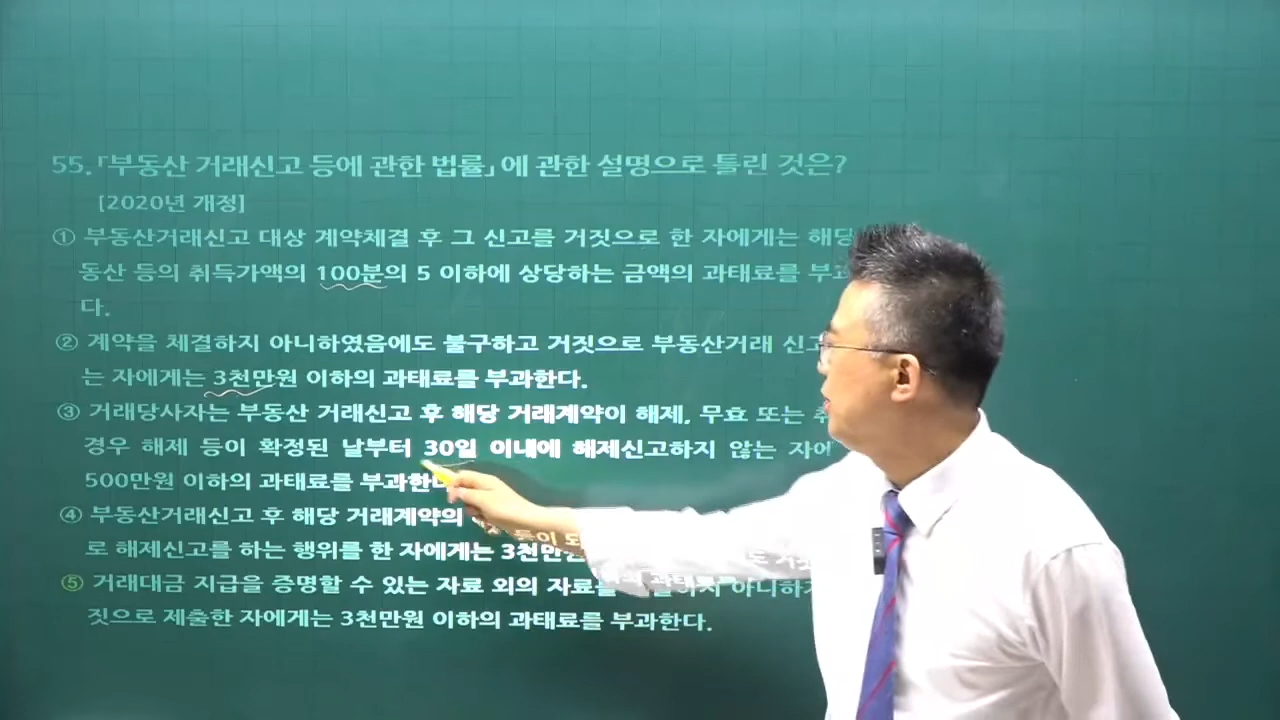 55.「부동산 거래신고 등에 관한 법률」에 관한 설명으로 틀린 것은?
[2020년 개정]
① 부동산거래신고 대상 계약체결 후 그 신고를 거짓으로 한 자에게는 해당
동산 등의 취득가액의 100분의 5 이하에 상당하는 금액의 과태료를 부과
다.
② 계약을 체결하지 아니하였음에도 불구하고 거짓으로 부동산거래 신고
는 자에게는 3천만원 이하의 과태료를 부과한다.
③ 거래당사자는 부동산 거래신고 후 해당 거래계약이 해제, 무효 또는
경우 해제 등이 확정된 날부터 30일 이내에 해제신고하지 않는 자에
500만원 이하의 과태료를 부과한
④ 부동산거래신고 후 해당 거래계약의 등이
로 해제신고를 하는 행위를 한 자에게는 3천만원
⑤ 거래대금 지급을 증명할 수 있는 자료 외의 자료를 아니하
짓으로 제출한 자에게는 3천만원 이하의 과태료를 부과한다.